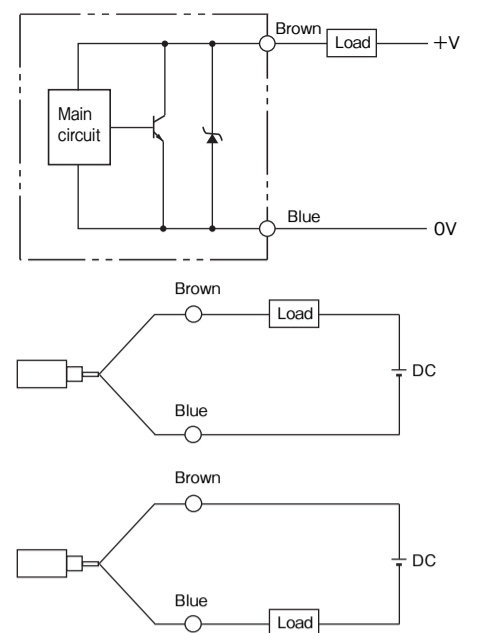 Brown
Load
+V
Main
circuit
Blue
0V
Brown
Load
DC
Blue
Brown
DC
Blue
Load